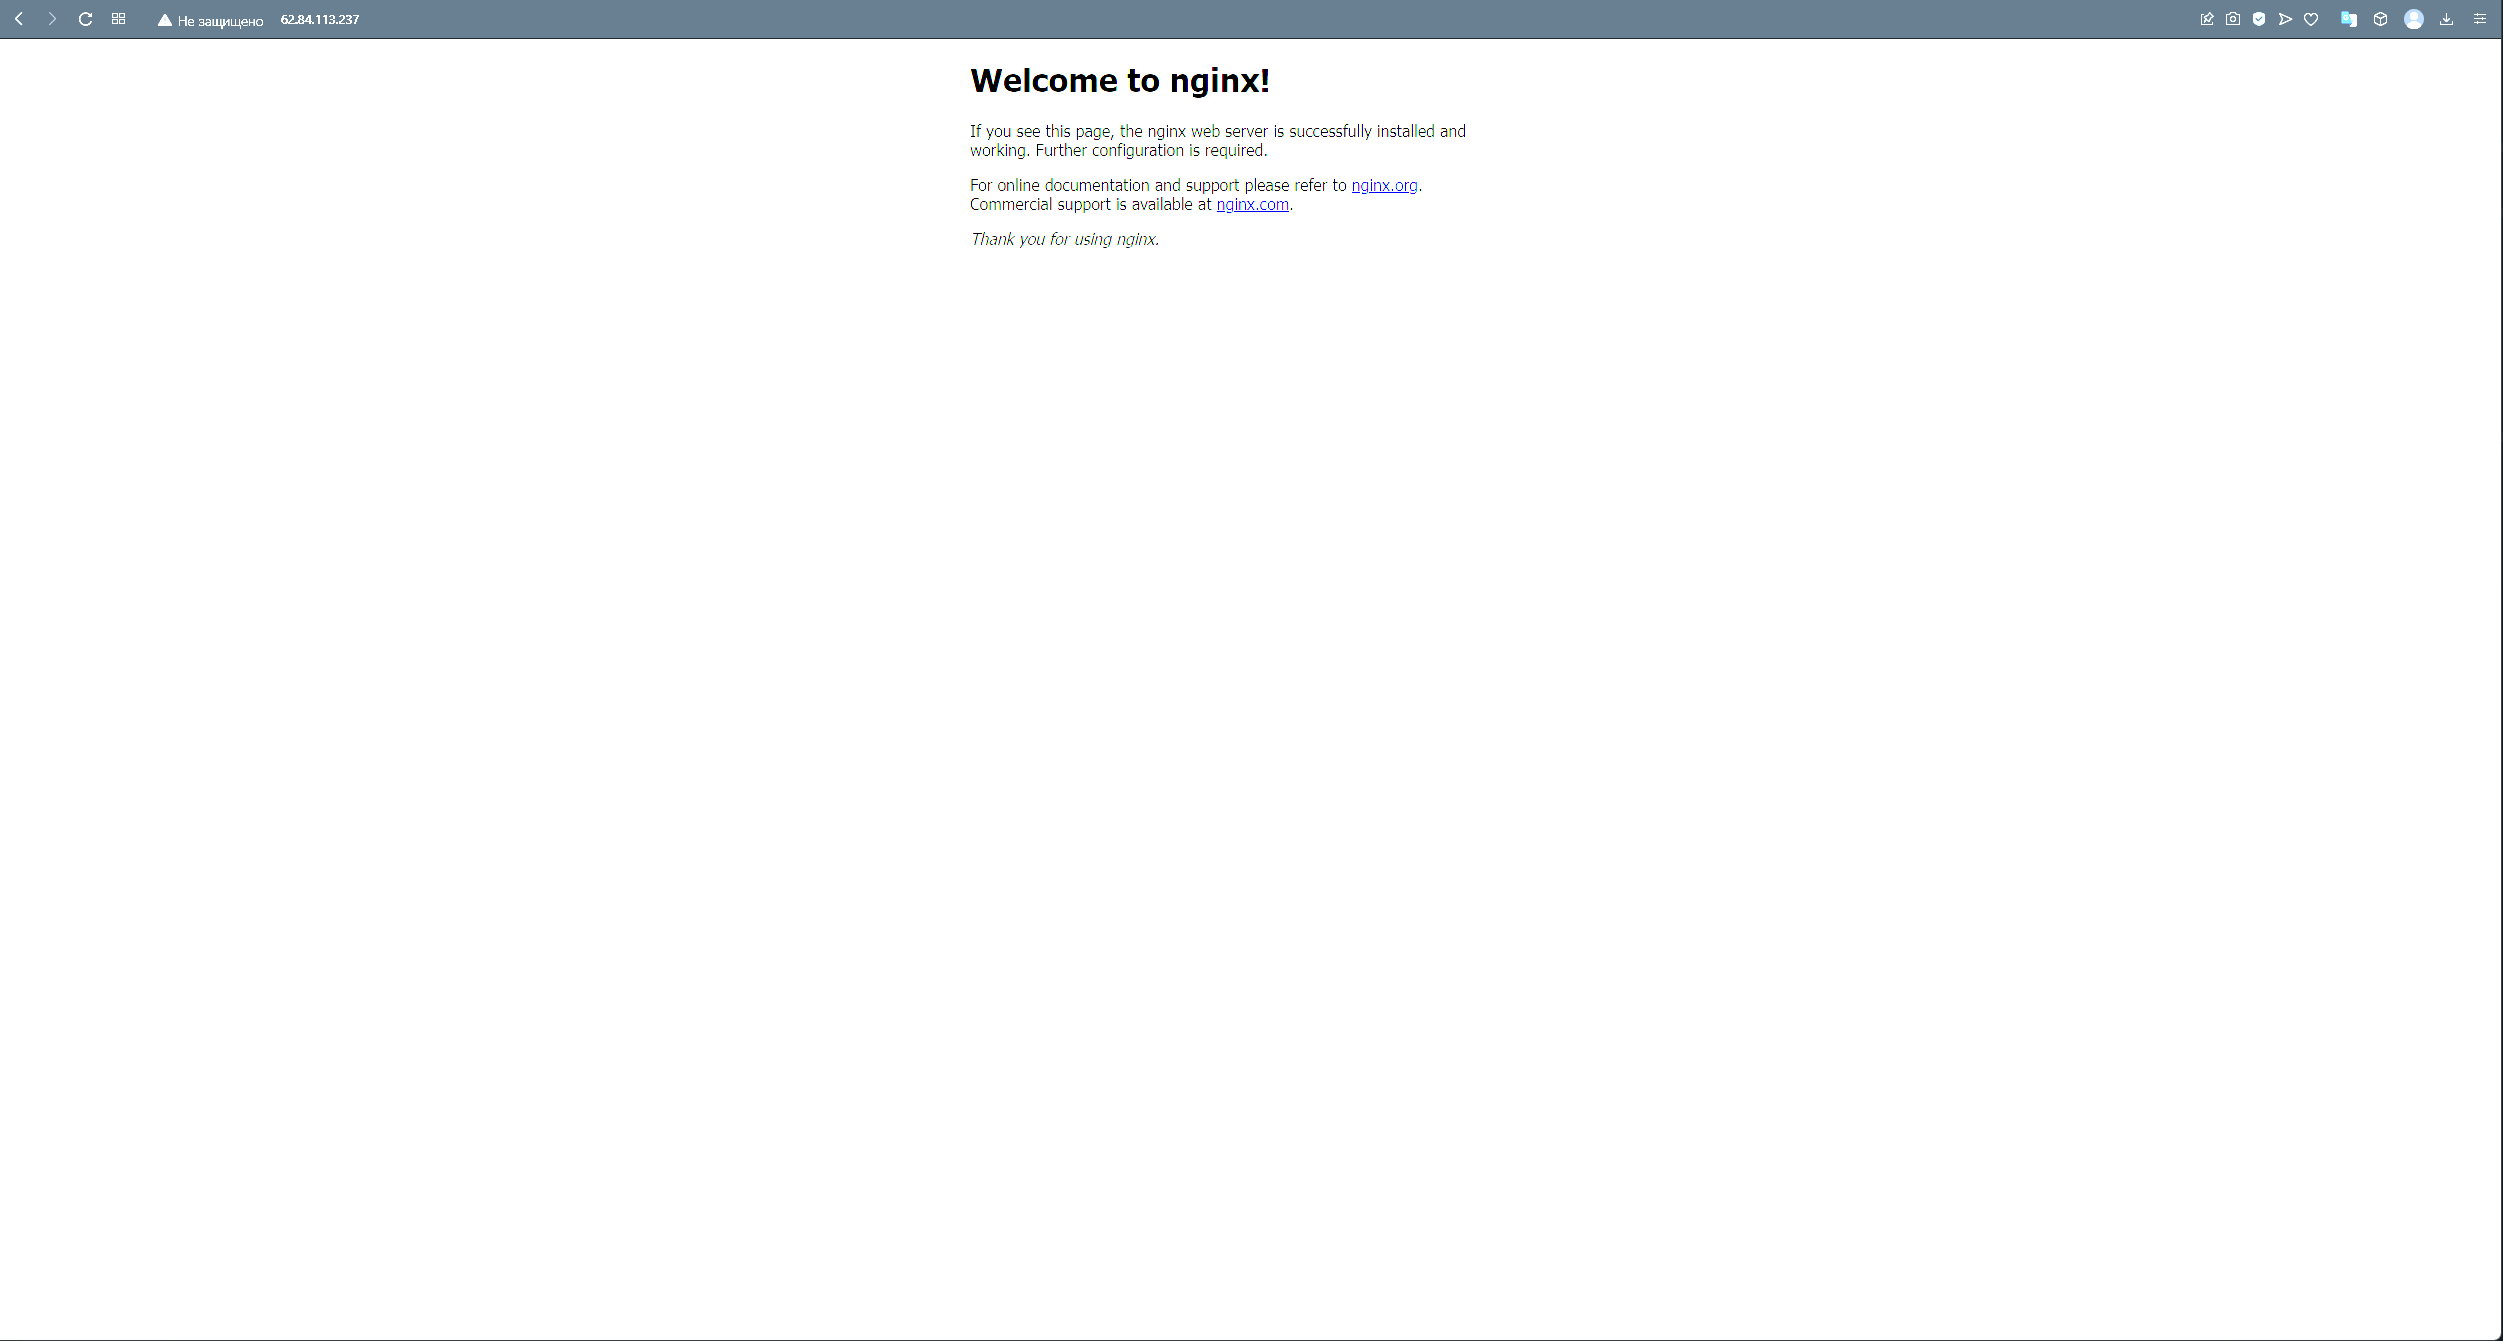 Не защищено 62.84.113.237
Welcome to nginx!
If you see this page, the nginx web server is successfully installed and
working. Further configuration is required.
For online documentation and support please refer to nginx.org.
Commercial support is available at nginx.com.
Thank you for using nginx.